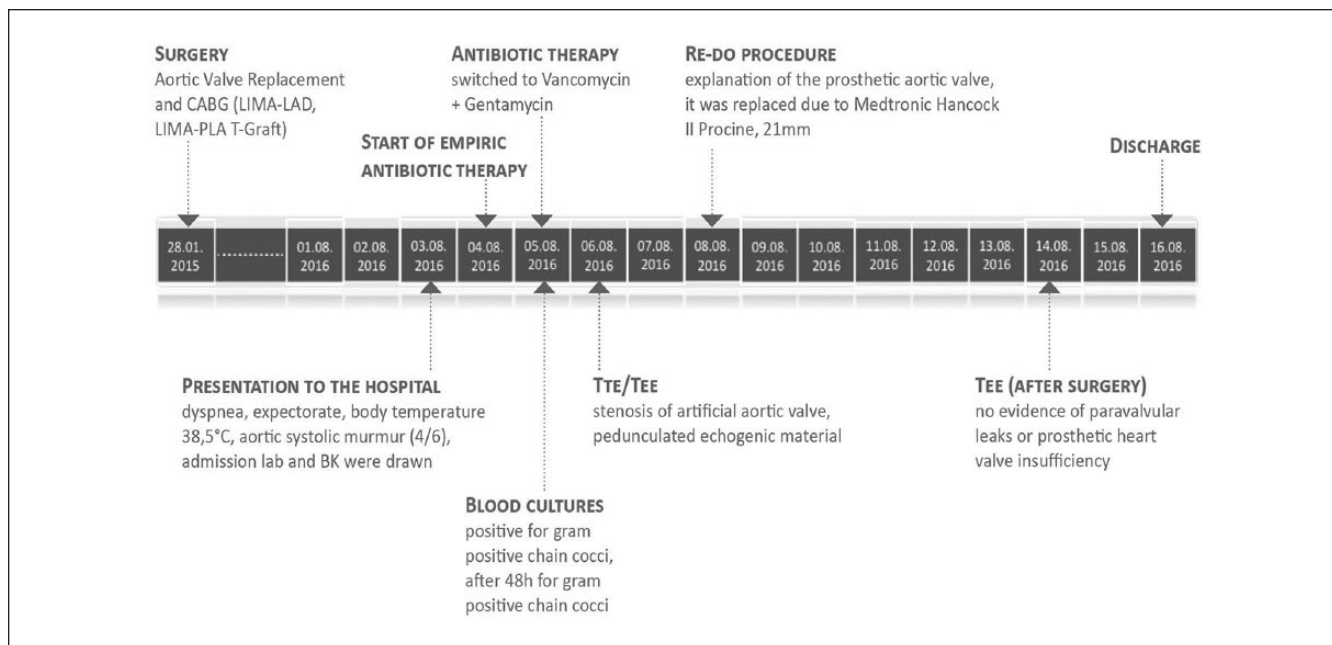 SURGERY
Aortic Valve Replacement
and CABG (LIMA-LAD,
LIMA-PLA T-Graft)
START OF EMPIRIC
ANTIBIOTIC THERAPY
ANTIBIOTIC THERAPY
switched to Vancomycin
+ Gentamycin
RE-DO PROCEDURE
explanation of the prosthetic aortic valve,
it was replaced due to Medtronic Hancock
II Procine, 21mm
DISCHARGE
28.01.
2015
01.08.
2016
02.08.
2016
03.08.
2016
04.08.
2016
05.08.
2016
06.08.
2016
07.08.
2016
08.08.
2016
09.08.
2016
10.08.
2016
11.08.
2016
12.08.
2016
13.08.
2016
14.08.
2016
15.08.
2016
16.08.
2016
PRESENTATION TO THE HOSPITAL
dyspnea, expectorate, body temperature
38,5°C, aortic systolic murmur (4/6),
admission lab and BK were drawn
BLOOD CULTURES
positive for gram
positive chain cocci,
after 48h for gram
positive chain cocci
TTE/TEE
stenosis of artificial aortic valve,
pedunculated echogenic material
TEE (AFTER SURGERY)
no evidence of paravalvular
leaks or prosthetic heart
valve insufficiency